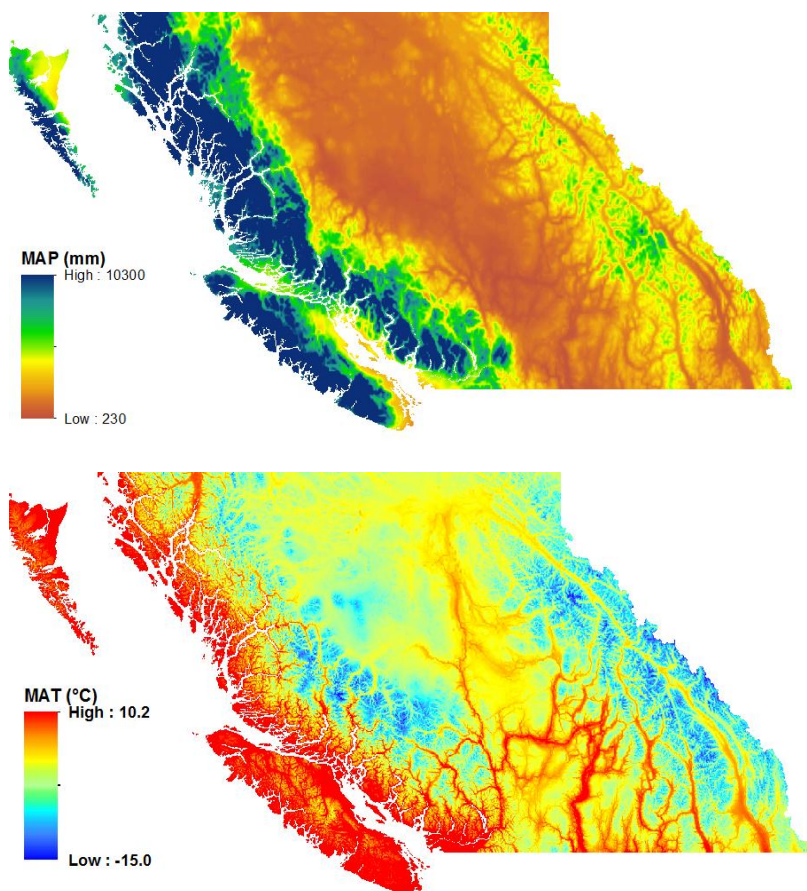 MAP (mm)
High : 10300
Low : 230
MAT (°C)
High : 10.2
Low : -15.0